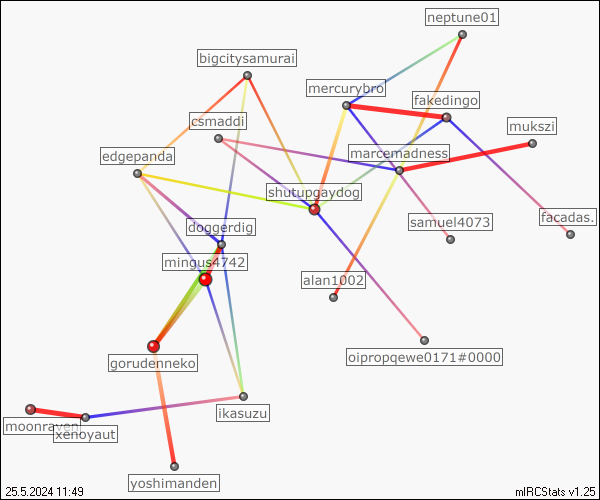 neptune01
bigcitysamurai
mercurybro
fakedingo
csmaddi
mukszi
marcemadness
edgepanda
shutupgaydog
samuel4073
facadas.
doggerdig
mingus4742
alan1002
oipropqewe0171#0000
gorudenneko
ikasuzu
moonraven
xenoyaut
yoshimanden
25.5.2024 11:49
mIRCStats v1.25